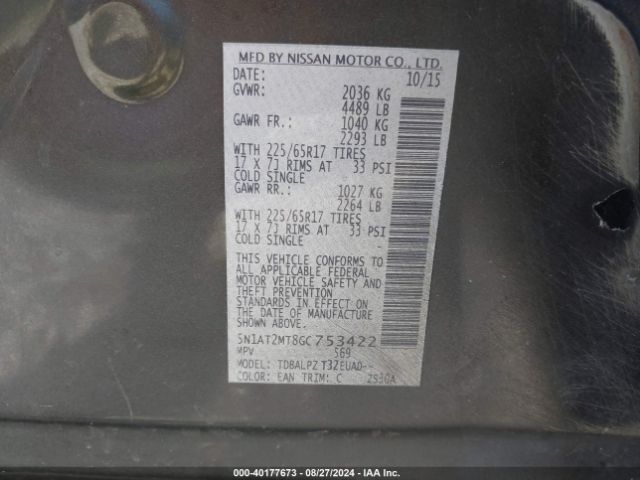 MFD BY NISSAN MOTOR CO., LTD.
DATE: 10/15
GVWR: 2036 KG
4489 LB
GAWR FR.: 1040 KG
2293 LB
WITH 225/65R17 TIRES
17 X 7J RIMS AT 33 PSI
COLD SINGLE -
GAWR RR.: 1027 KG
2264 LB
WITH 225/65R17 TIRES
17 X 7J RIMS AT 33 PSI
COLD SINGLE -
THIS VEHICLE CONFORMS TO
ALL APPLICABLE FEDERAL
MOTOR VEHICLE SAFETY AND
THEFT PREVENTION
STANDARDS IN EFFECT ON
THE DATE OF MANUFACTURE
SHOWN ABOVE.
5N1AT2MT8GC753422
MPV 569
MODEL: TDBALPZ T32EUAD--
COLOR: EAN TRIM: C
000-40177673 - 08/27/2024 - IAA Inc.